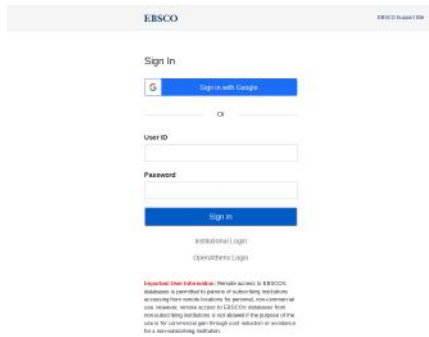 EBSCO
EBSCO Support Site
Sign In
G
Sign in with Google
Or
User ID
Password
Sign In
Institutional Login
OpenAthens Login
Important User Information: Remote access to EBSCO's
databases is permitted to patrons of subscribing institutions
accessing from remote locations for personal, non-commercial
use. However, remote access to EBSCO's databases from
non-subscribing institutions is not allowed if the purpose of the
use is for commercial gain through cost reduction or avoidance
for a non-subscribing institution.